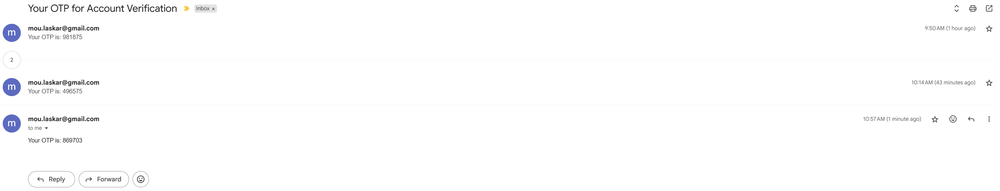 Your OTP for Account Verification Inbox ×
m
mou.laskar@gmail.com 9:50 AM (1 hour ago)
Your OTP is: 981875
2
m
mou.laskar@gmail.com 10:14 AM (43 minutes ago)
Your OTP is: 496575
m
mou.laskar@gmail.com 10:57 AM (1 minute ago)
to me
Your OTP is: 869703
Reply Forward